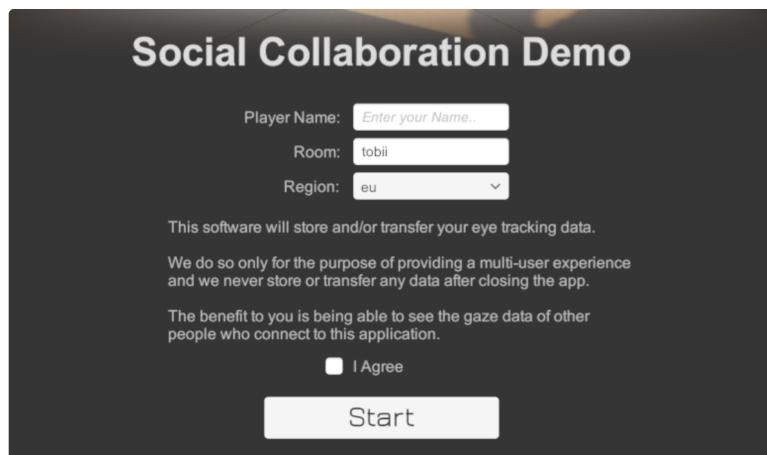 Social Collaboration Demo
Player Name: Enter your Name..
Room: tobii
Region: eu
This software will store and/or transfer your eye tracking data.
We do so only for the purpose of providing a multi-user experience
and we never store or transfer any data after closing the app.
The benefit to you is being able to see the gaze data of other
people who connect to this application.
I Agree
Start